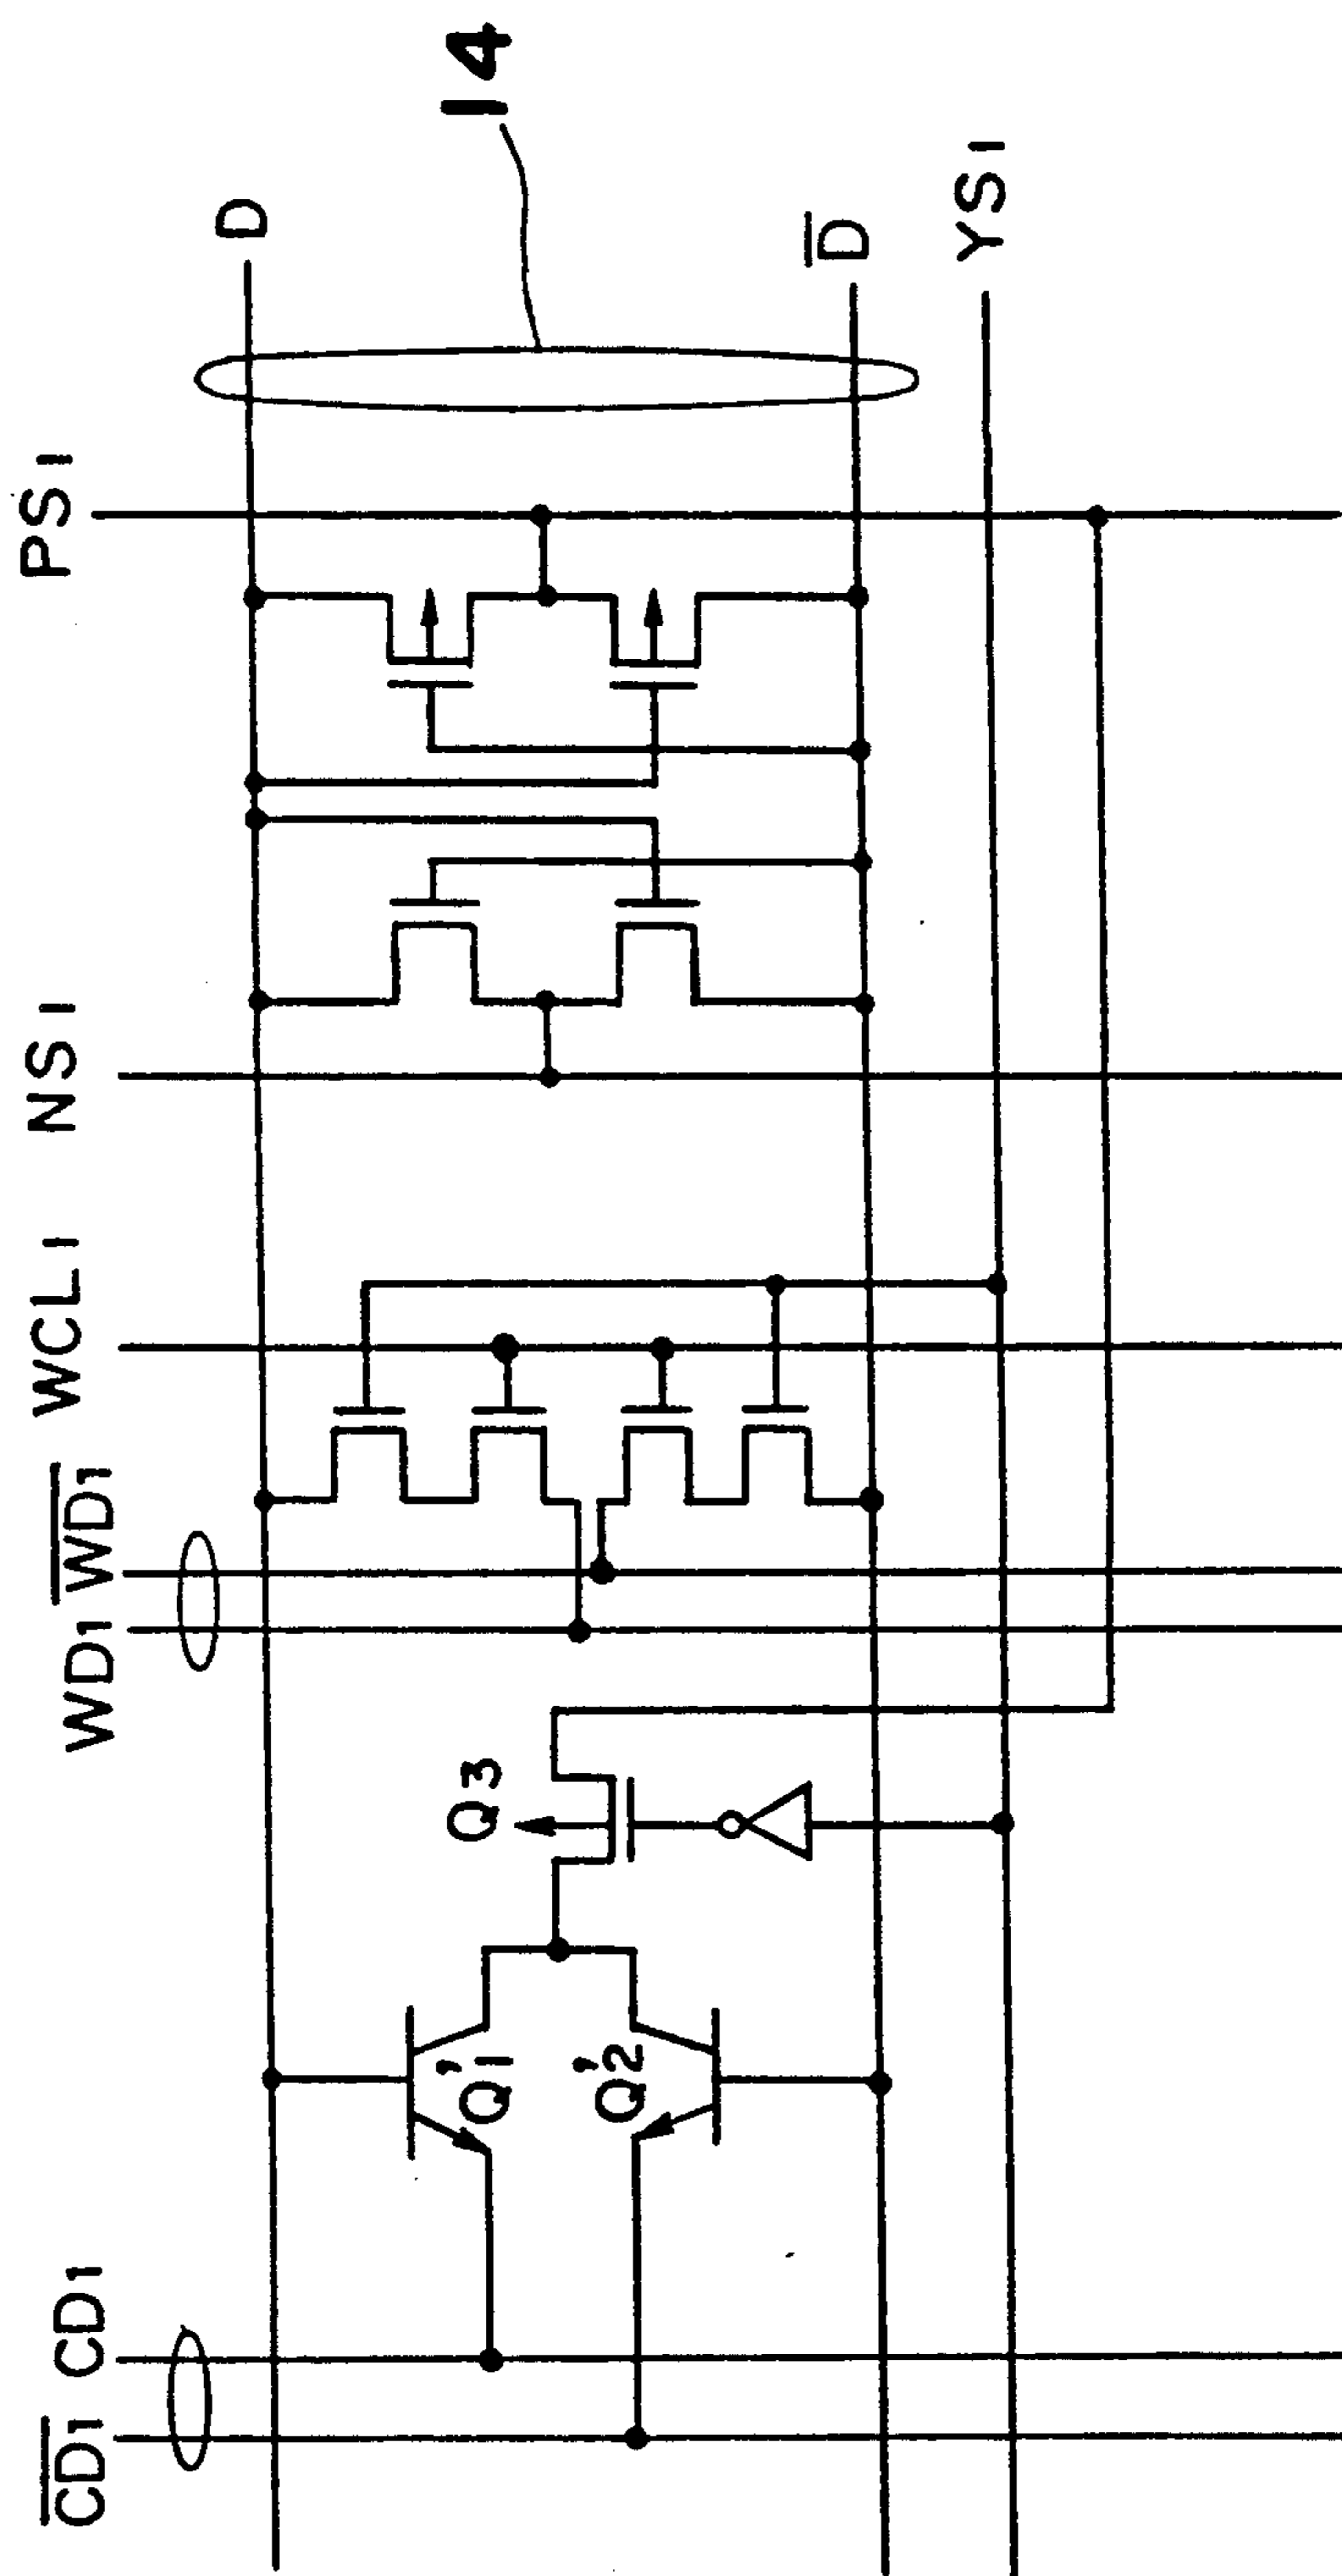 14
D
D̅
YS1
PS1
NS1
WCL1
W̅D̅1̅
WD1
Q3
Q'1
Q'2
CD1
C̅D̅1̅